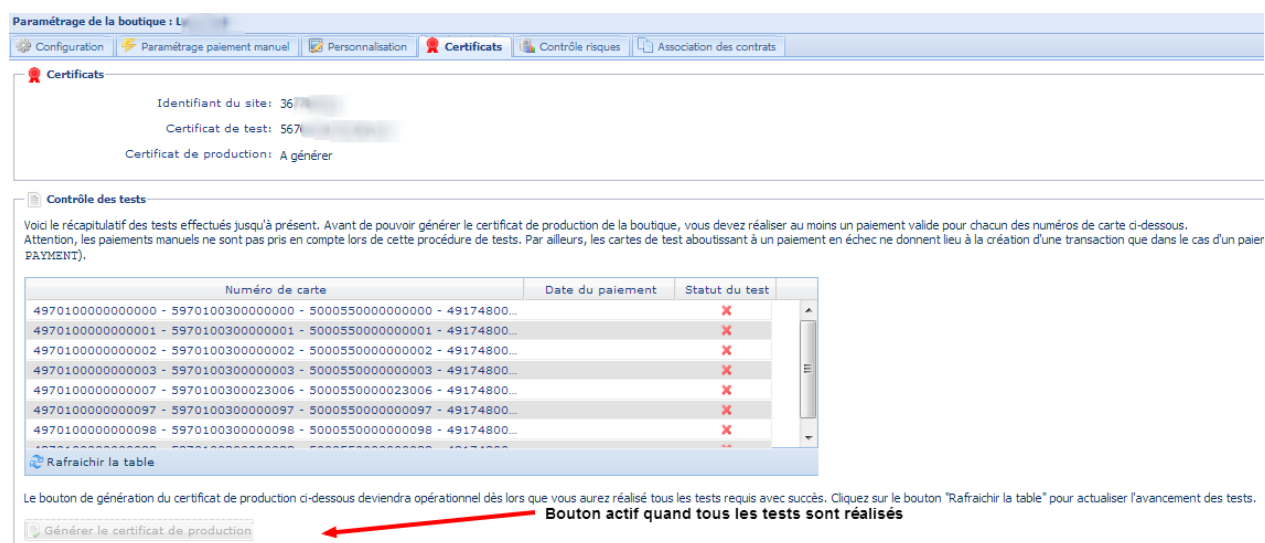 Paramétrage de la boutique :
Configuration Paramétrage paiement manuel Personnalisation Certificats Contrôle risques Association des contrats
Certificats
Identifiant du site: 36
Certificat de test: 567
Certificat de production: A générer
Contrôle des tests
Voici le récapitulatif des tests effectués jusqu'à présent. Avant de pouvoir générer le certificat de production de la boutique, vous devez réaliser au moins un paiement valide pour chacun des numéros de carte ci-dessous.
Attention, les paiements manuels ne sont pas pris en compte lors de cette procédure de tests. Par ailleurs, les cartes de test aboutissant à un paiement en échec ne donnent lieu à la création d'une transaction que dans le cas d'un paier
PAYMENT).
Numéro de carte Date du paiement Statut du test
4970100000000000 - 5970100300000000 - 5000550000000000 - 49174800...
4970100000000001 - 5970100300000001 - 5000550000000001 - 49174800...
4970100000000002 - 5970100300000002 - 5000550000000002 - 49174800...
4970100000000003 - 5970100300000003 - 5000550000000003 - 49174800...
4970100000000007 - 5970100300023006 - 5000550000023006 - 49174800...
4970100000000097 - 5970100300000097 - 5000550000000097 - 49174800...
4970100000000098 - 5970100300000098 - 5000550000000098 - 49174800...
Rafraichir la table
Le bouton de génération du certificat de production ci-dessous deviendra opérationnel dès lors que vous aurez réalisé tous les tests requis avec succès. Cliquez sur le bouton "Rafraichir la table" pour actualiser l'avancement des tests.
Bouton actif quand tous les tests sont réalisés
Générer le certificat de production